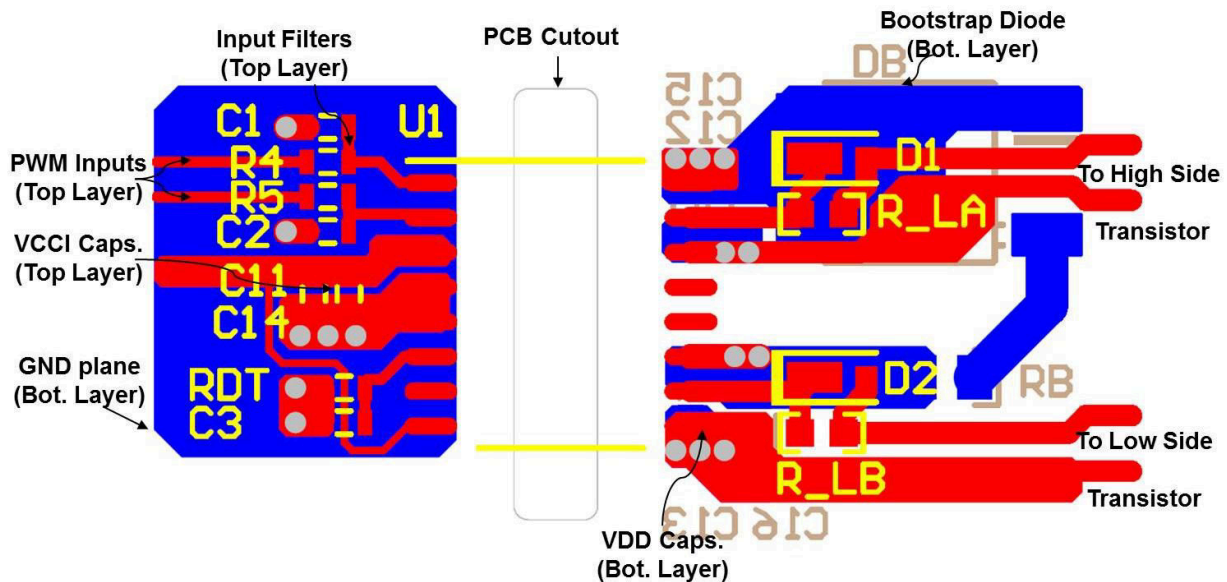 Input Filters
(Top Layer)
PCB Cutout
Bootstrap Diode
(Bot. Layer)
DB
C15
C12
C1
U1
PWM Inputs
(Top Layer)
R4
R5
C2
D1
R_LA
To High Side
Transistor
VCCI Caps.
(Top Layer)
C11
C14
GND plane
(Bot. Layer)
RDT
C3
D2
RB
R_LB
To Low Side
Transistor
C13
C16
VDD Caps.
(Bot. Layer)